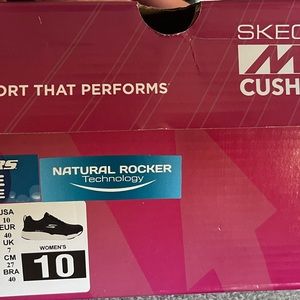 SKEC
M
CUSH
ORT THAT PERFORMS
RS
NATURAL ROCKER
Technology
USA
10
EUR
40
UK
7
CM
27
BRA
40
WOMEN'S
10